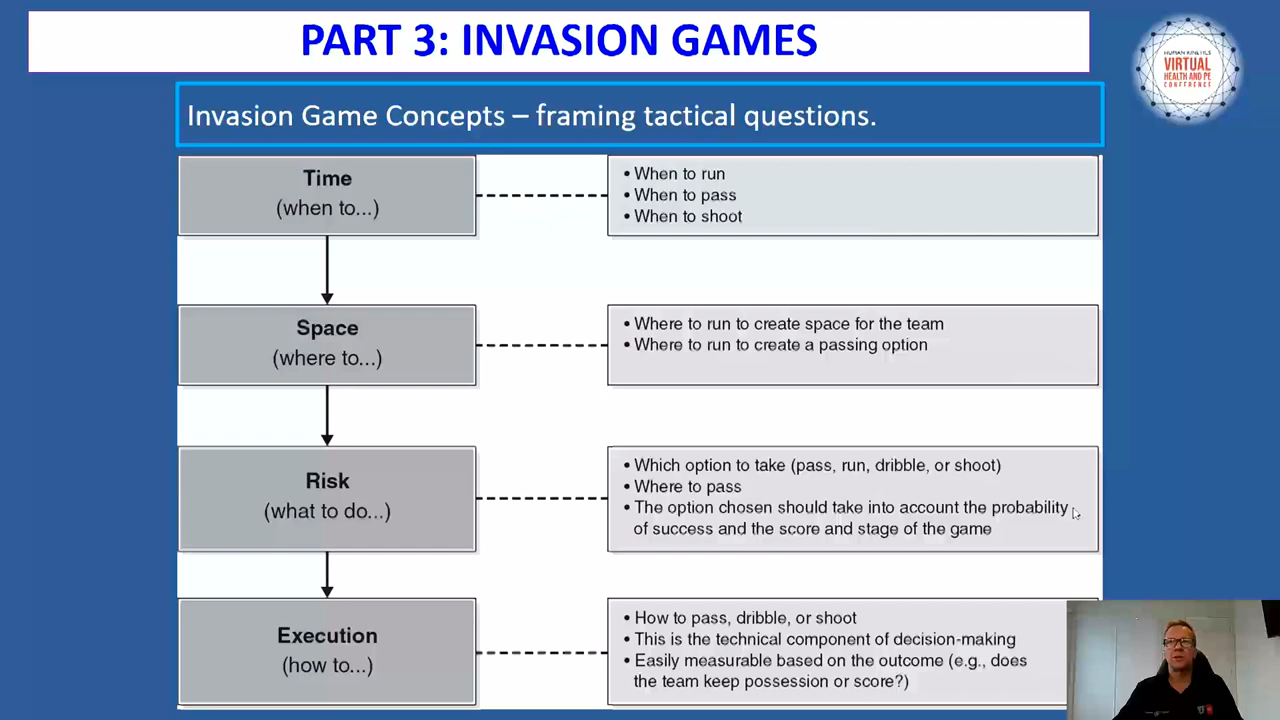 PART 3: INVASION GAMES
HUMAN KINETICS
VIRTUAL
HEALTH AND PE
CONFERENCE
Invasion Game Concepts – framing tactical questions.
Time
(when to...)
• When to run
• When to pass
• When to shoot
Space
(where to...)
• Where to run to create space for the team
• Where to run to create a passing option
Risk
(what to do...)
• Which option to take (pass, run, dribble, or shoot)
• Where to pass
• The option chosen should take into account the probability
of success and the score and stage of the game
Execution
(how to...)
• How to pass, dribble, or shoot
• This is the technical component of decision-making
• Easily measurable based on the outcome (e.g., does
the team keep possession or score?)